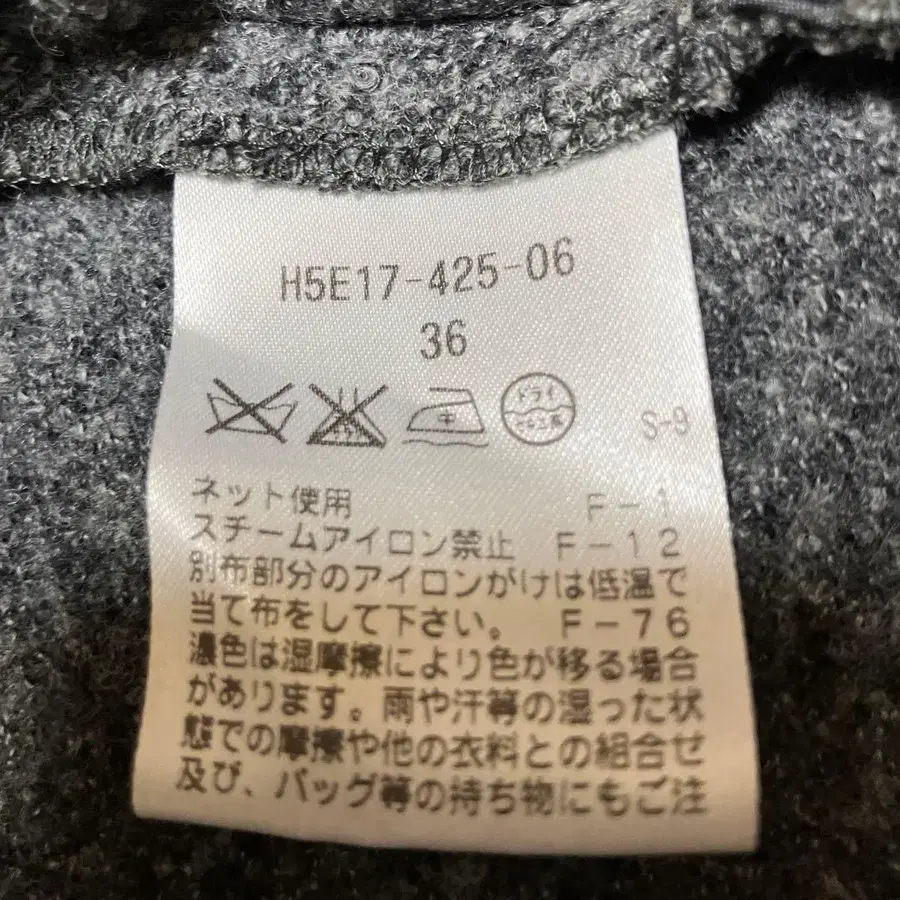 H5E17-425-06
36
中
ドライ
セキユ系
S-9
ネット使用 F-1
スチームアイロン禁止 F-12
別布部分のアイロンがけは低温で
当て布をして下さい。 F-76
濃色は湿摩擦により色が移る場合
があります。雨や汗等の湿った状
態での摩擦や他の衣料との組合せ
及び、バッグ等の持ち物にもご注